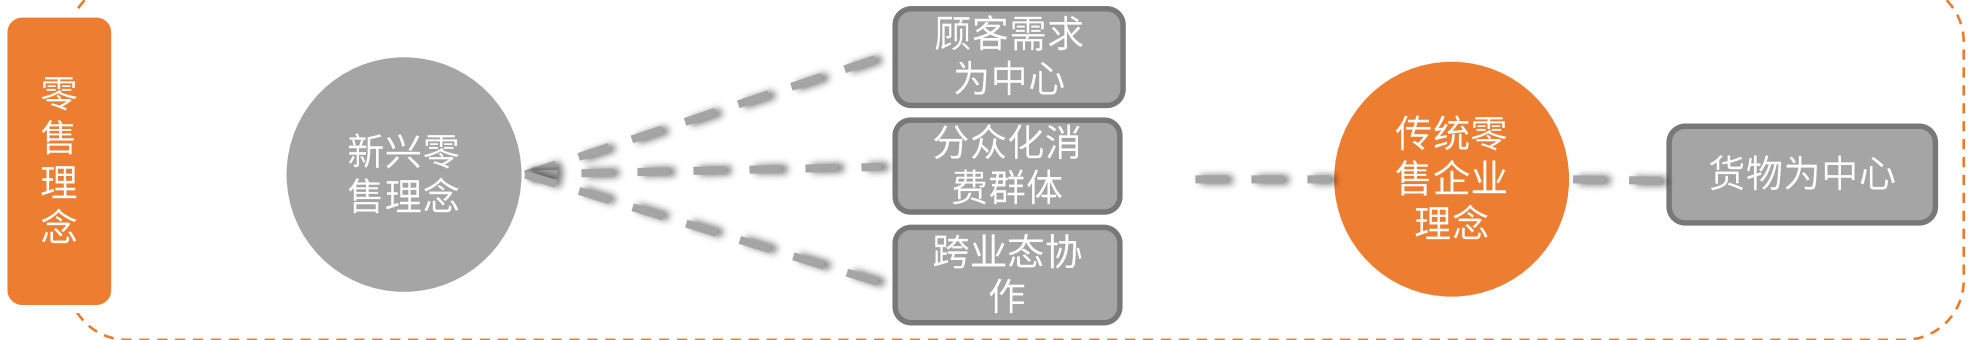 零
售
理
念
新兴零
售理念
顾客需求
为中心
分众化消
费群体
跨业态协
作
传统零
售企业
理念
货物为中心